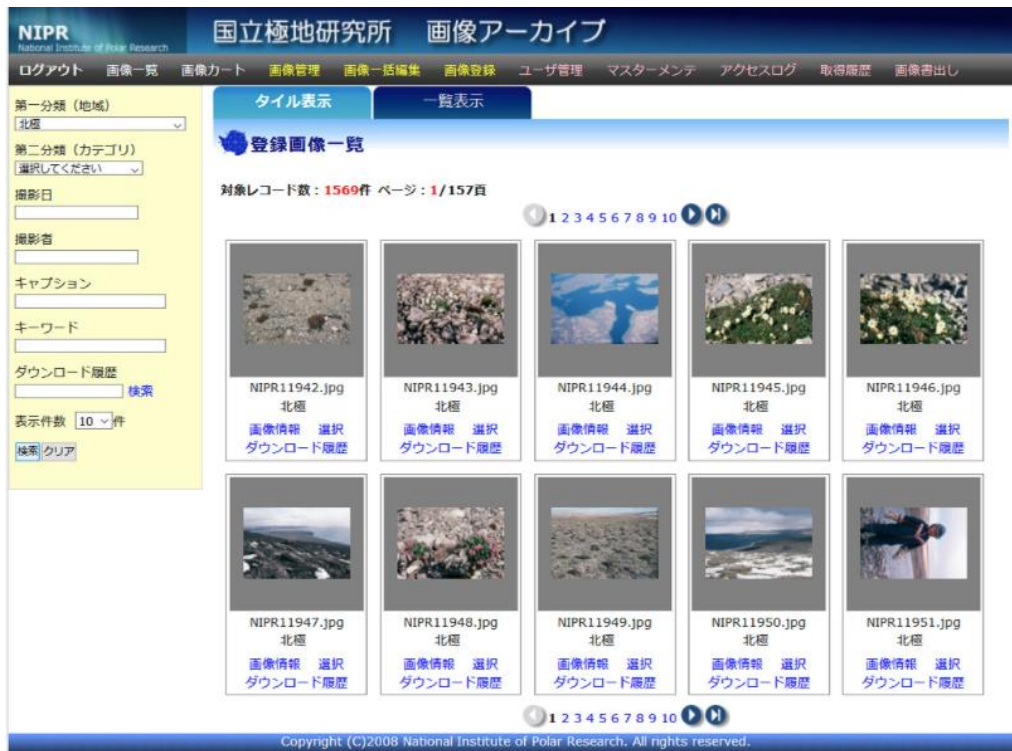 NIPR
National Institute of Polar Research
国立極地研究所 画像アーカイブ
ログアウト 画像一覧 画像カート 画像管理 画像一括編集 画像登録 ユーザ管理 マスターメンテ アクセスログ 取得履歴 画像書出し
第一分類（地域）
北極
第二分類（カテゴリ）
選択してください
撮影日
撮影者
キャプション
キーワード
ダウンロード履歴
検索
表示件数 10 件
検索 クリア
タイル表示 一覧表示
登録画像一覧
対象レコード数：1569件 ページ：1/157頁
1 2 3 4 5 6 7 8 9 10
NIPR11942.jpg NIPR11943.jpg NIPR11944.jpg NIPR11945.jpg NIPR11946.jpg
北極 北極 北極 北極 北極
画像情報 選択 画像情報 選択 画像情報 選択 画像情報 選択 画像情報 選択
ダウンロード履歴 ダウンロード履歴 ダウンロード履歴 ダウンロード履歴 ダウンロード履歴
NIPR11947.jpg NIPR11948.jpg NIPR11949.jpg NIPR11950.jpg NIPR11951.jpg
北極 北極 北極 北極 北極
画像情報 選択 画像情報 選択 画像情報 選択 画像情報 選択 画像情報 選択
ダウンロード履歴 ダウンロード履歴 ダウンロード履歴 ダウンロード履歴 ダウンロード履歴
1 2 3 4 5 6 7 8 9 10
Copyright (C)2008 National Institute of Polar Research. All rights reserved.